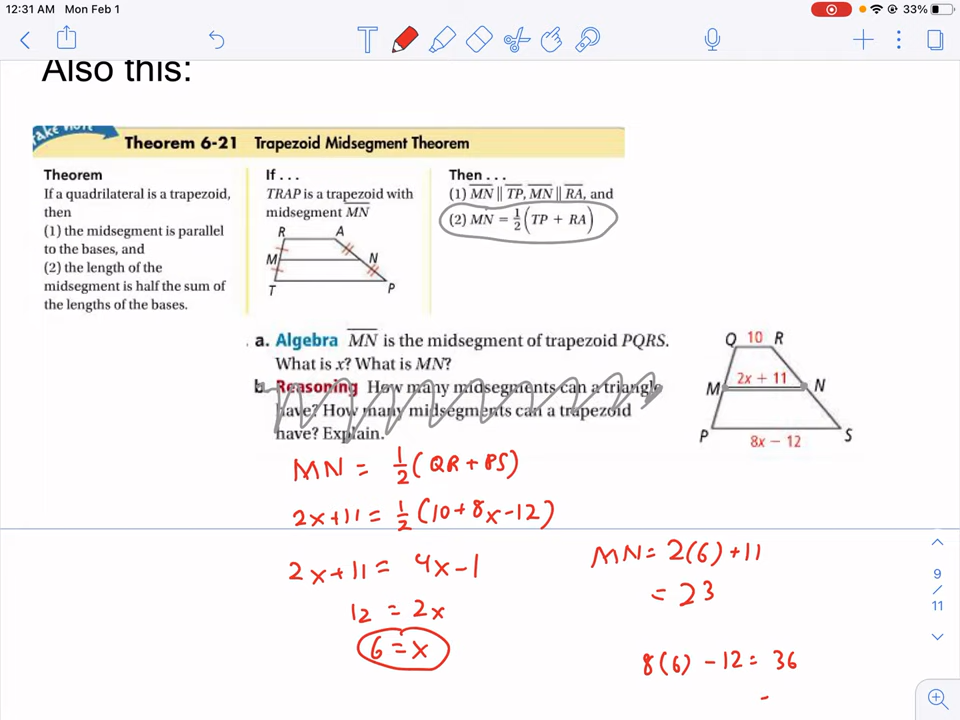 12:31 AM Mon Feb 1
33%
Also this:
Take note
Theorem 6-21 Trapezoid Midsegment Theorem
Theorem
If a quadrilateral is a trapezoid,
then
(1) the midsegment is parallel
to the bases, and
(2) the length of the
midsegment is half the sum of
the lengths of the bases.
If . . .
TRAP is a trapezoid with
midsegment MN
R A
M N
T P
Then . . .
(1) MN ∥ TP, MN ∥ RA, and
(2) MN = 1/2 (TP + RA)
a. Algebra MN is the midsegment of trapezoid PQRS.
What is x? What is MN?
b. Reasoning How many midsegments can a triangle
have? How many midsegments can a trapezoid
have? Explain.
Q 10 R
2x + 11
M N
P S
8x − 12
MN = 1/2 (QR + PS)
2x+11 = 1/2 (10+8x-12)
2x+11 = 4x-1
12 = 2x
6 = x
MN = 2(6)+11
= 23
8(6) - 12 = 36
9
/
11